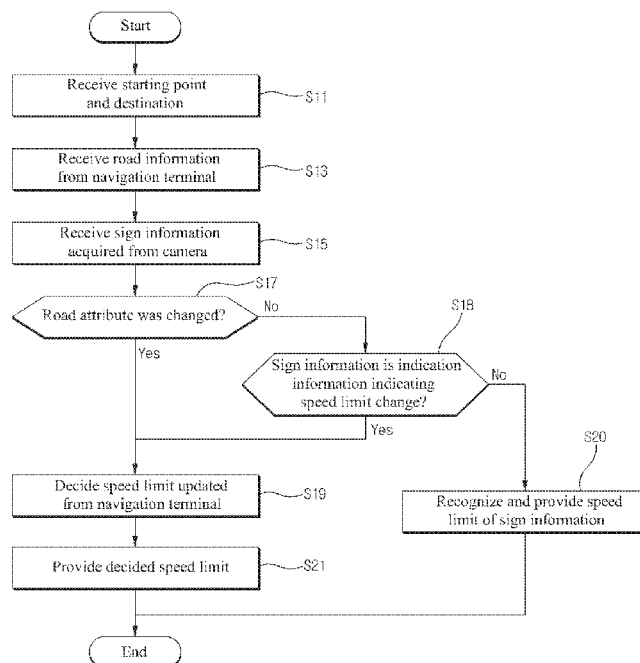 Start
Receive starting point
and destination
S11
Receive road information
from navigation terminal
S13
Receive sign information
acquired from camera
S15
S17
Road attribute was changed?
No
Yes
S18
Sign information is indication
information indicating
speed limit change?
No
Yes
Decide speed limit updated
from navigation terminal
S19
S20
Recognize and provide speed
limit of sign information
Provide decided speed limit
S21
End